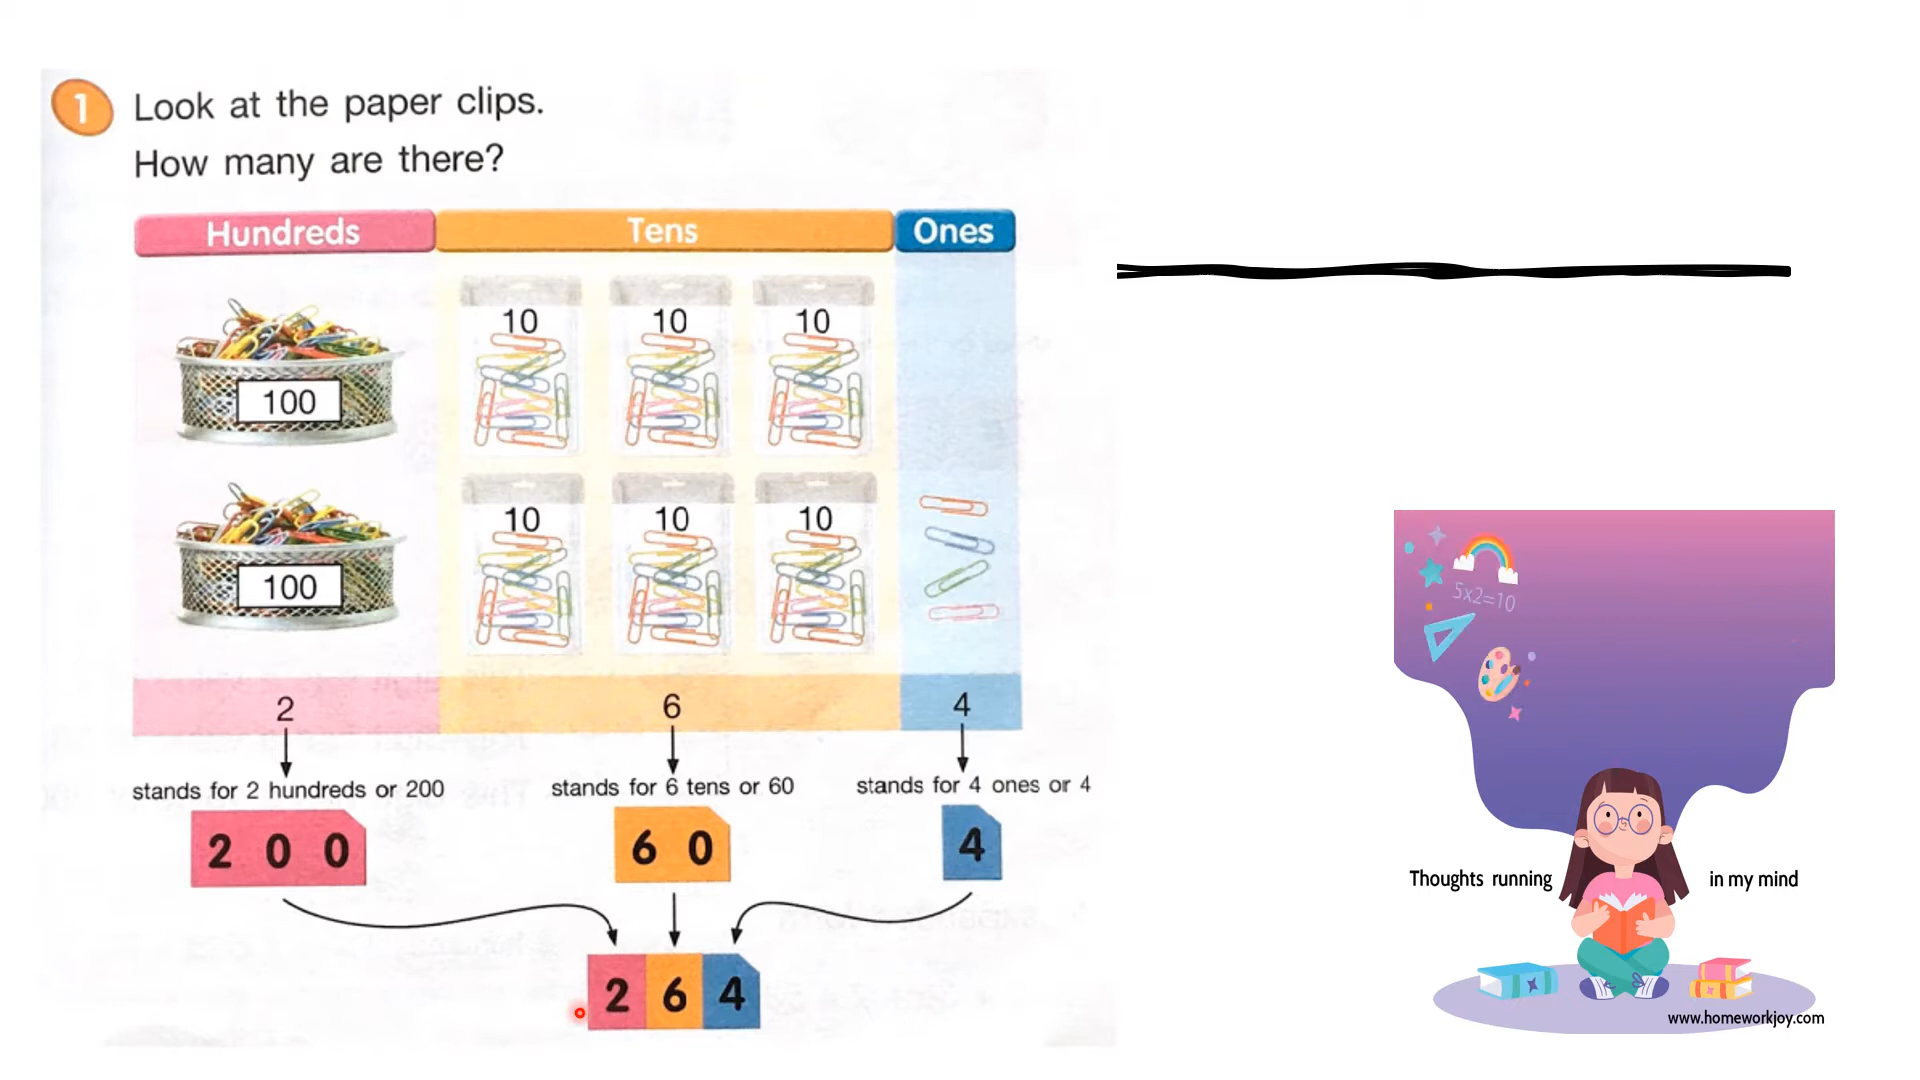 1
Look at the paper clips.
How many are there?
Hundreds Tens Ones
10 10 10
100
10 10 10
100
2 6 4
stands for 2 hundreds or 200 stands for 6 tens or 60 stands for 4 ones or 4
2 0 0 6 0 4
2 6 4
5x2=10
Thoughts running in my mind
www.homeworkjoy.com